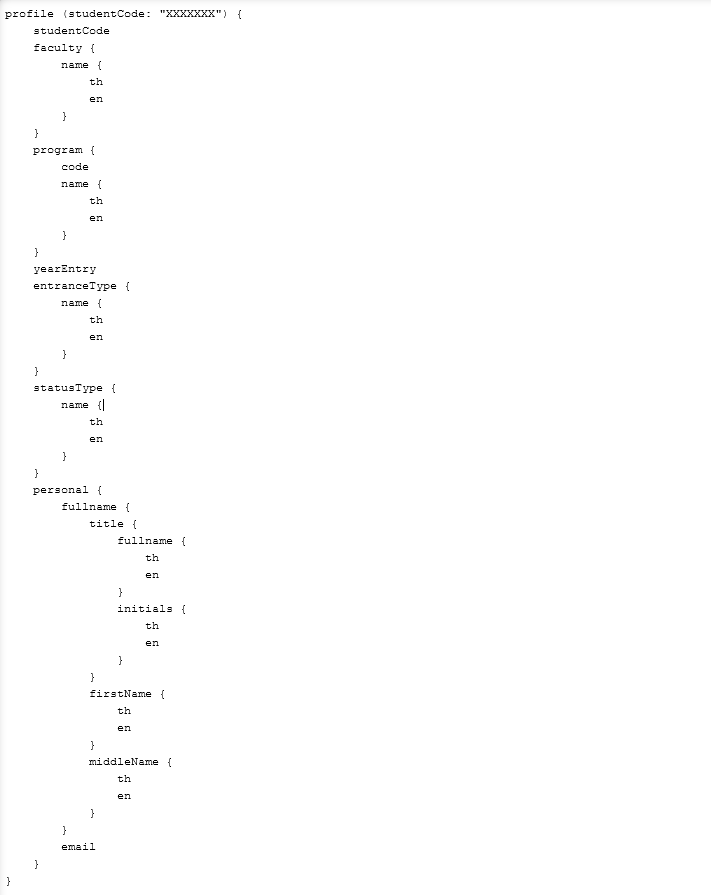 profile (studentCode: "XXXXXXX") {
    studentCode
    faculty {
        name {
            th
            en
        }
    }
    program {
        code
        name {
            th
            en
        }
    }
    yearEntry
    entranceType {
        name {
            th
            en
        }
    }
    statusType {
        name {
            th
            en
        }
    }
    personal {
        fullname {
            title {
                fullname {
                    th
                    en
                }
                initials {
                    th
                    en
                }
            }
            firstName {
                th
                en
            }
            middleName {
                th
                en
            }
        }
        email
    }
}